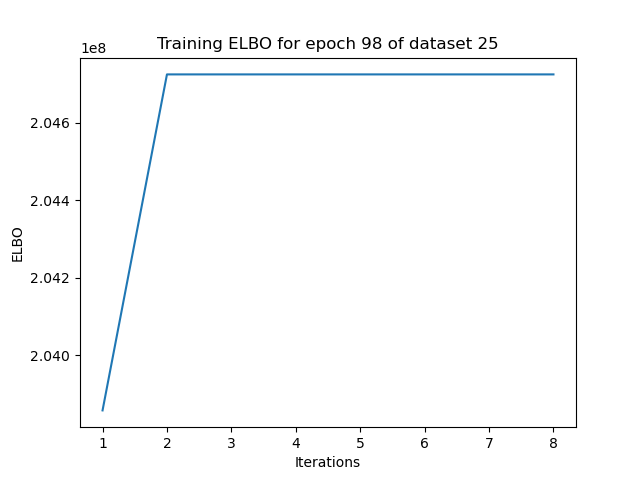 Training ELBO for epoch 98 of dataset 25
1e8
2.046
2.044
2.042
2.040
ELBO
1 2 3 4 5 6 7 8
Iterations